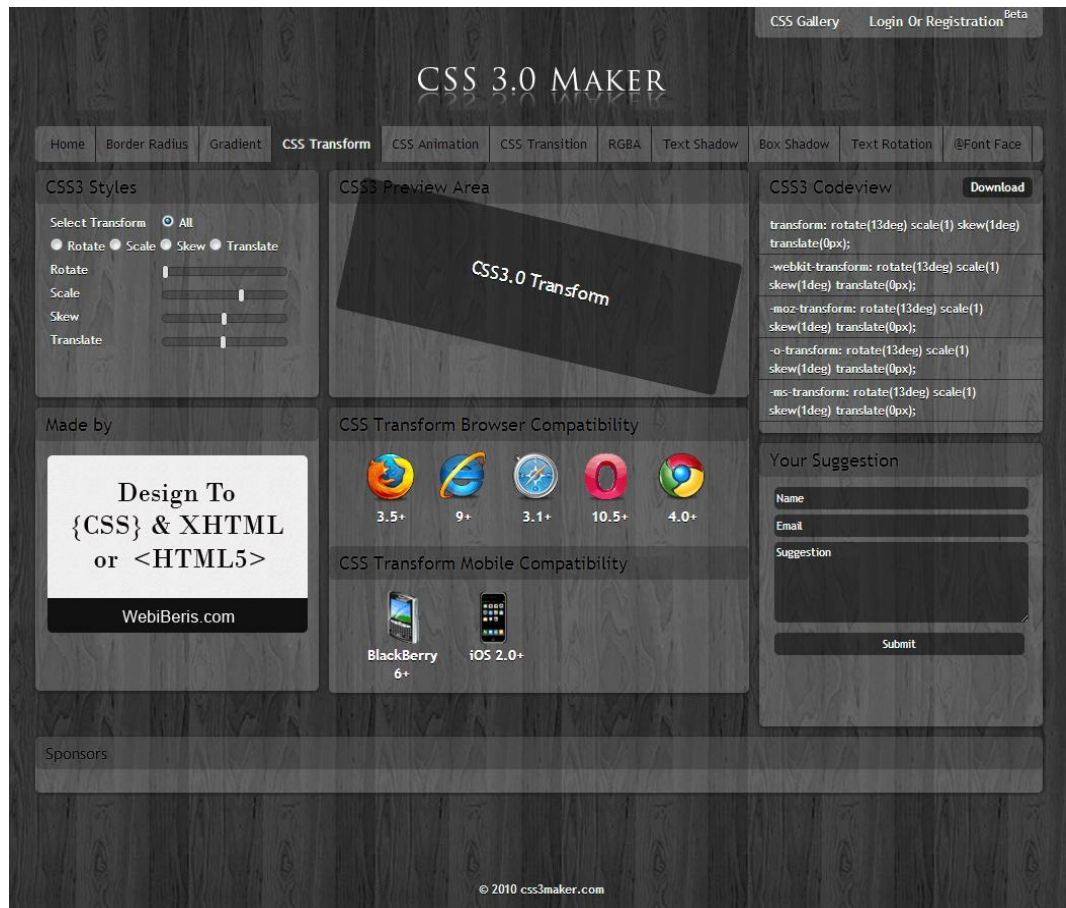 CSS Gallery Login Or Registration Beta
CSS 3.0 Maker
Home Border Radius Gradient CSS Transform CSS Animation CSS Transition RGBA Text Shadow Box Shadow Text Rotation @Font Face
CSS3 Styles
Select Transform All
Rotate Scale Skew Translate
Rotate
Scale
Skew
Translate
CSS3 Preview Area
CSS3.0 Transform
CSS3 Codeview Download
transform: rotate(13deg) scale(1) skew(1deg)
translate(0px);
-webkit-transform: rotate(13deg) scale(1)
skew(1deg) translate(0px);
-moz-transform: rotate(13deg) scale(1)
skew(1deg) translate(0px);
-o-transform: rotate(13deg) scale(1)
skew(1deg) translate(0px);
-ms-transform: rotate(13deg) scale(1)
skew(1deg) translate(0px);
Made by
Design To
{CSS} & XHTML
or <HTML5>
WebiBeris.com
CSS Transform Browser Compatibility
3.5+ 9+ 3.1+ 10.5+ 4.0+
CSS Transform Mobile Compatibility
BlackBerry
6+
iOS 2.0+
Your Suggestion
Name
Email
Suggestion
Submit
Sponsors
© 2010 css3maker.com